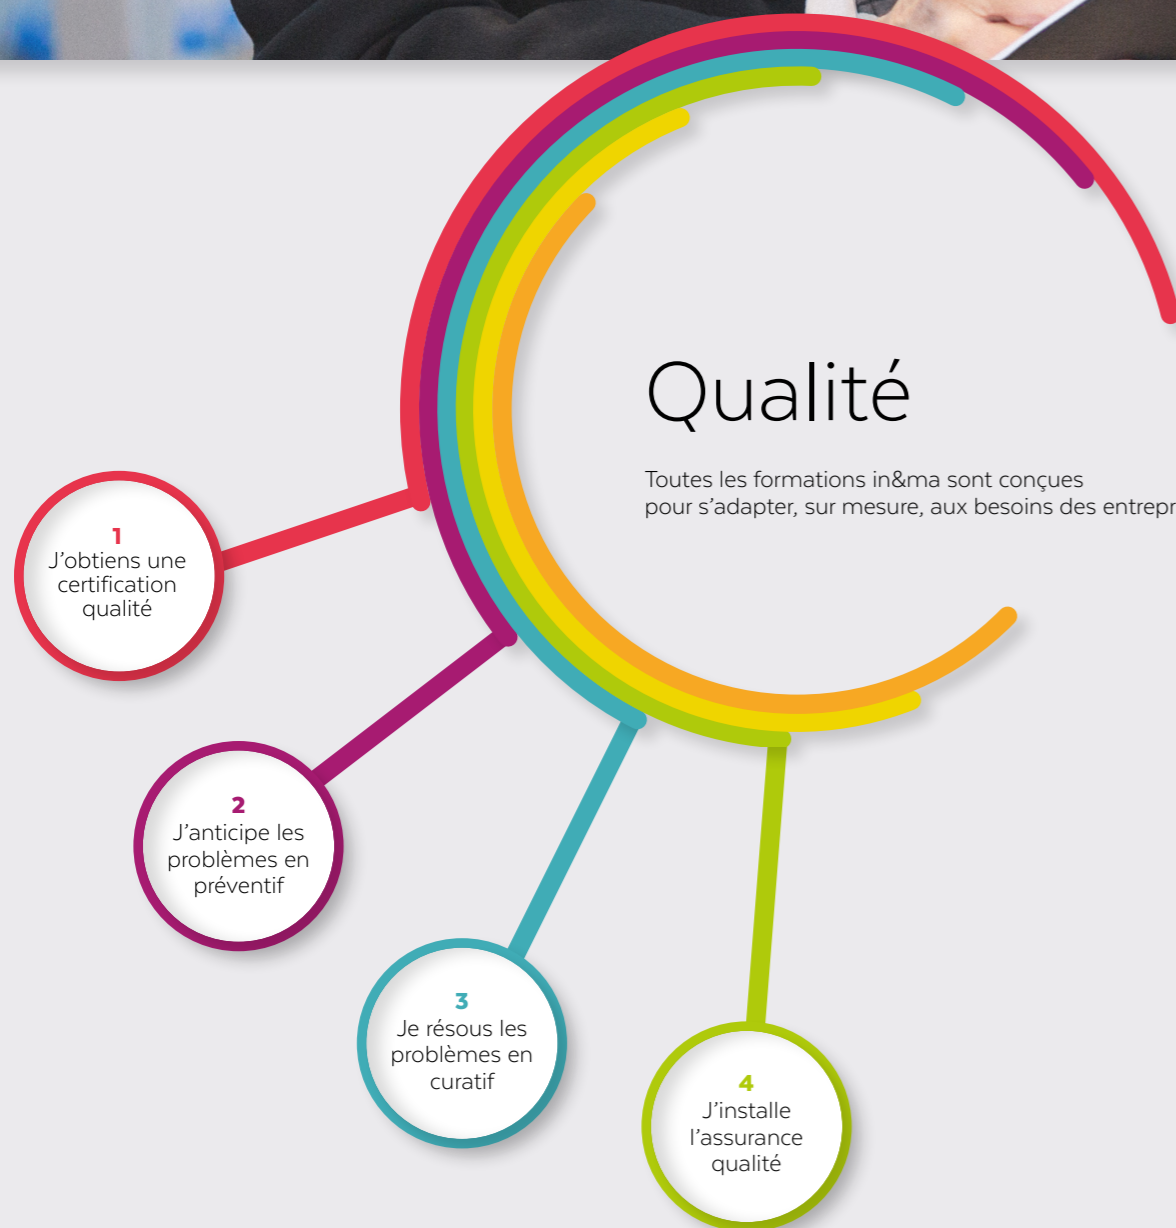 Qualité
Toutes les formations in&ma sont conçues
pour s’adapter, sur mesure, aux besoins des
1
J’obtiens une
certification
qualité
2
J’anticipe les
problèmes en
préventif
3
Je résous les
problèmes en
curatif
4
J’installe
l’assurance
qualité